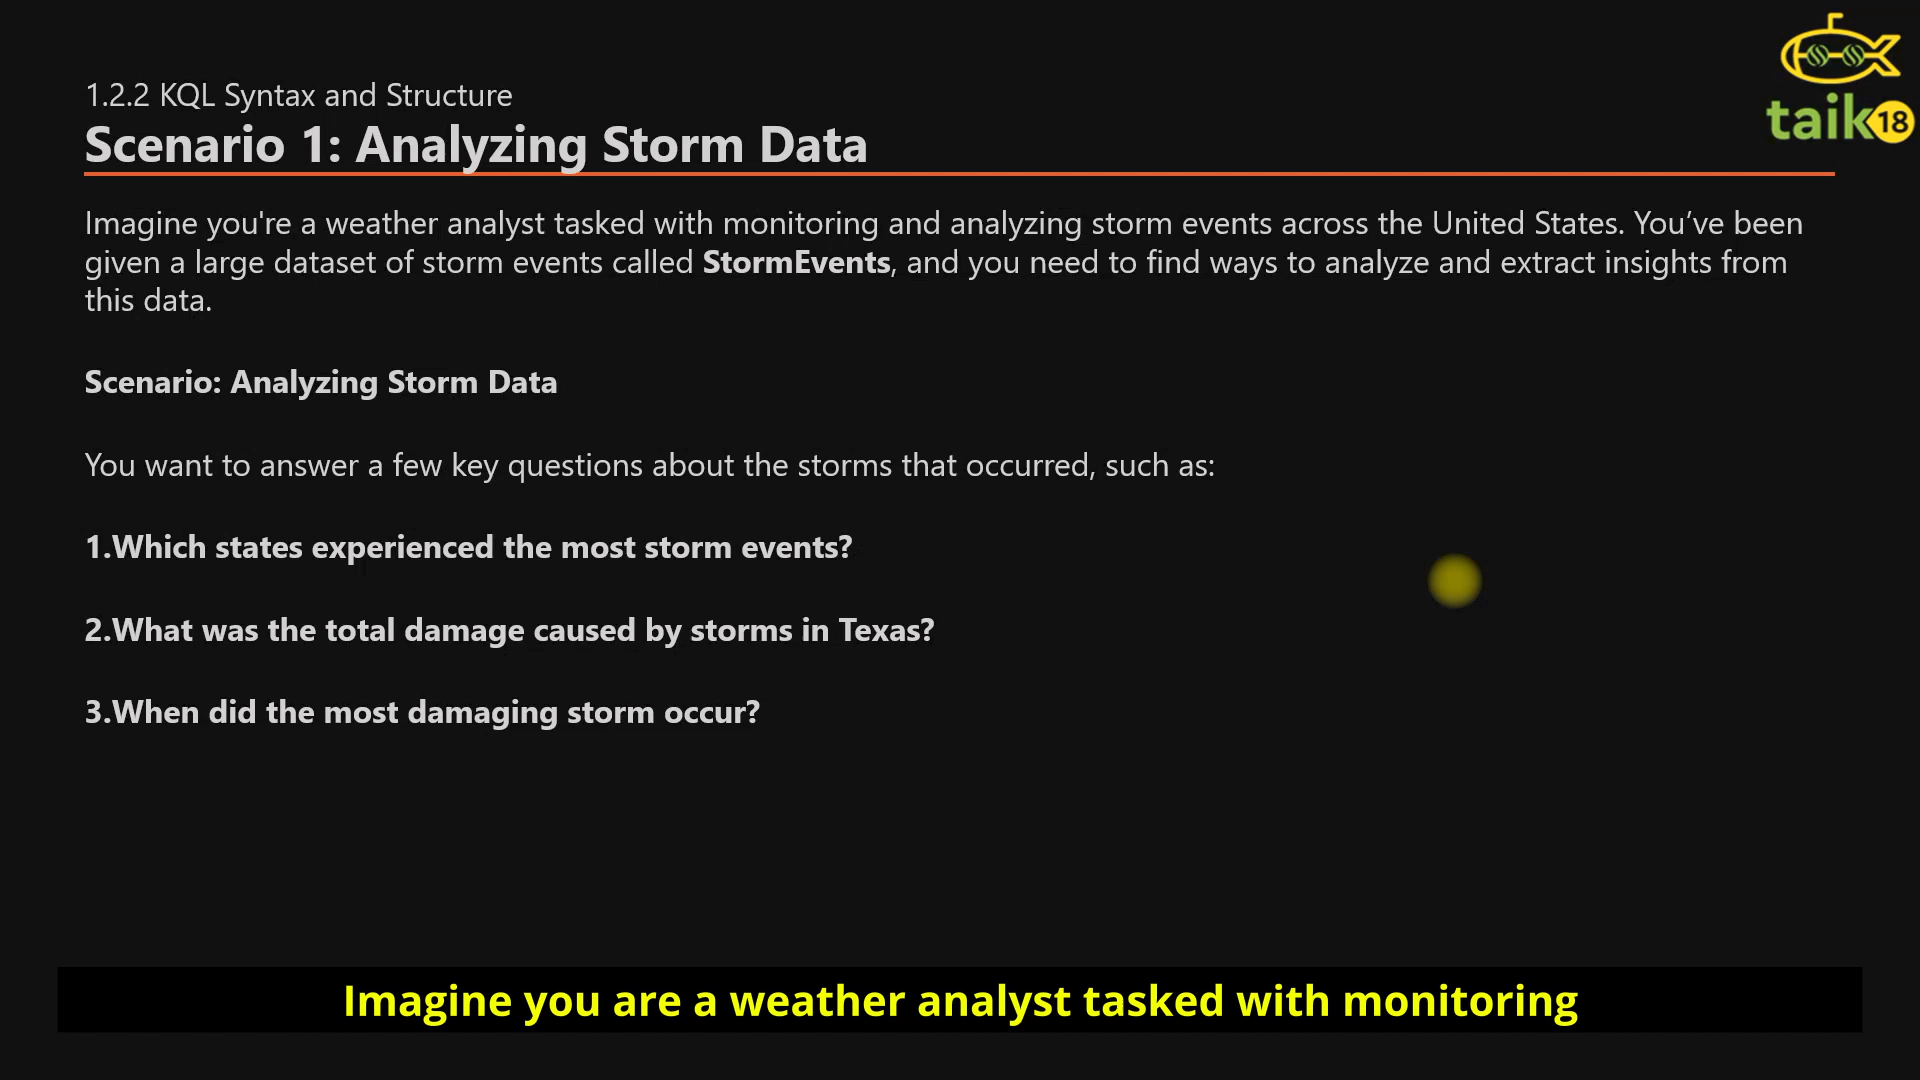 1.2.2 KQL Syntax and Structure
Scenario 1: Analyzing Storm Data
taik18
Imagine you're a weather analyst tasked with monitoring and analyzing storm events across the United States. You’ve been
given a large dataset of storm events called StormEvents, and you need to find ways to analyze and extract insights from
this data.
Scenario: Analyzing Storm Data
You want to answer a few key questions about the storms that occurred, such as:
1.Which states experienced the most storm events?
2.What was the total damage caused by storms in Texas?
3.When did the most damaging storm occur?
Imagine you are a weather analyst tasked with monitoring